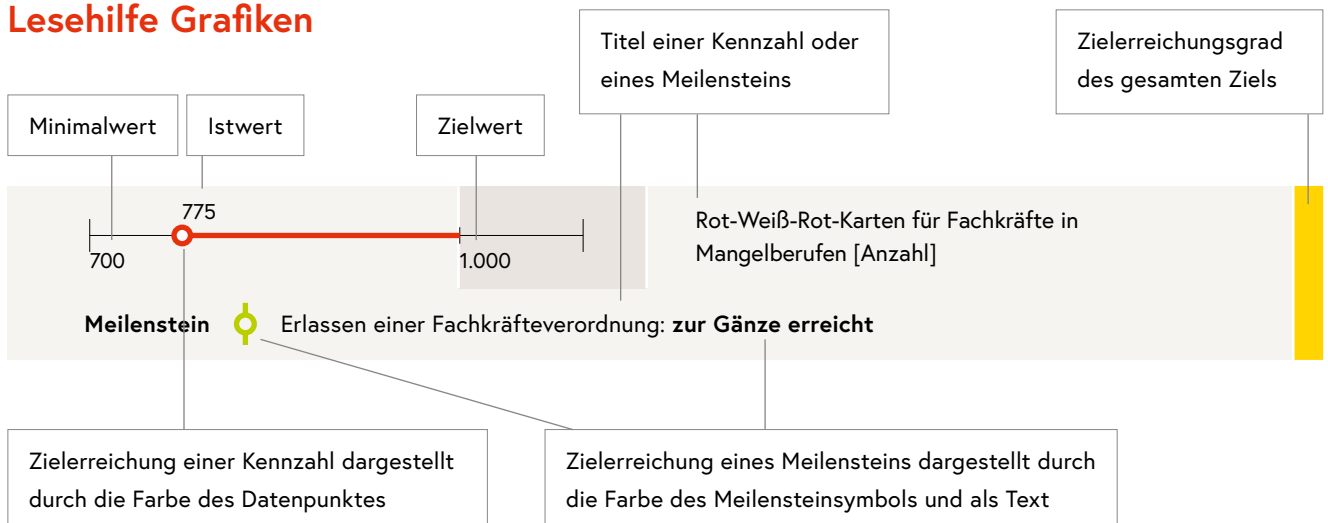 Lesehilfe Grafiken
Titel einer Kennzahl oder
eines Meilensteins
Zielerreichungsgrad
des gesamten Ziels
Minimalwert
Istwert
Zielwert
775
700
1.000
Rot-Weiß-Rot-Karten für Fachkräfte in
Mangelberufen [Anzahl]
Meilenstein Erlassen einer Fachkräfteverordnung: zur Gänze erreicht
Zielerreichung einer Kennzahl dargestellt
durch die Farbe des Datenpunktes
Zielerreichung eines Meilensteins dargestellt durch
die Farbe des Meilensteinsymbols und als Text